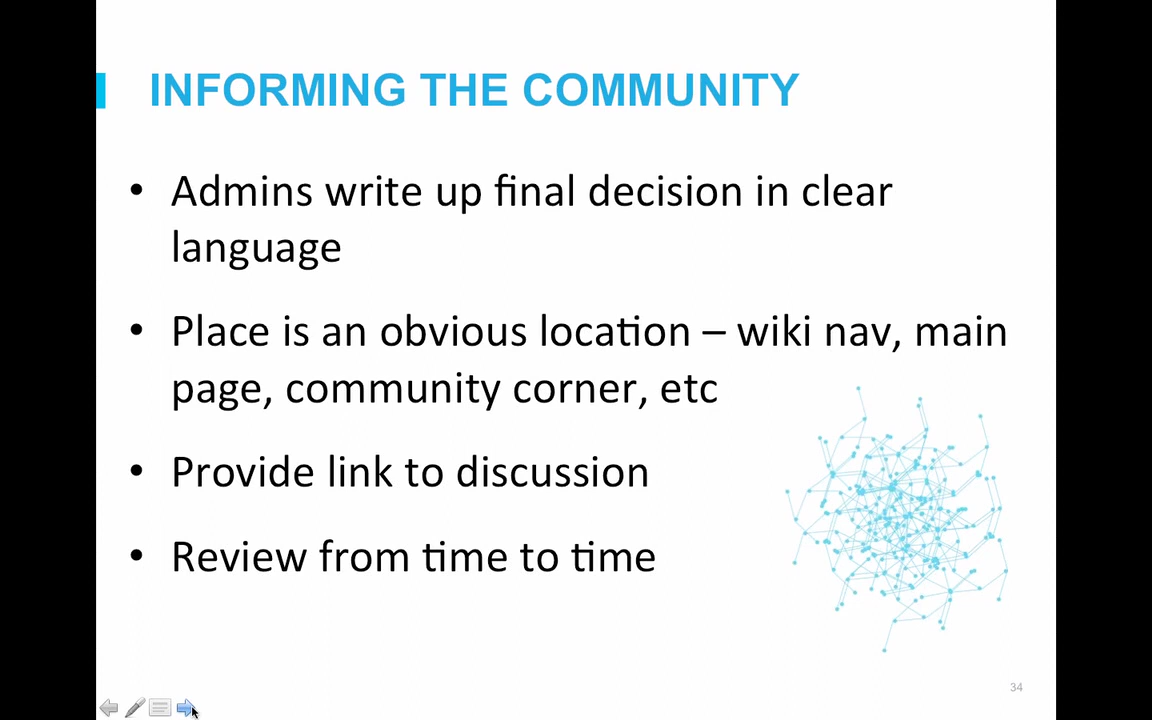 INFORMING THE COMMUNITY
• Admins write up final decision in clear
language
• Place is an obvious location – wiki nav, main
page, community corner, etc
• Provide link to discussion
• Review from time to time
34